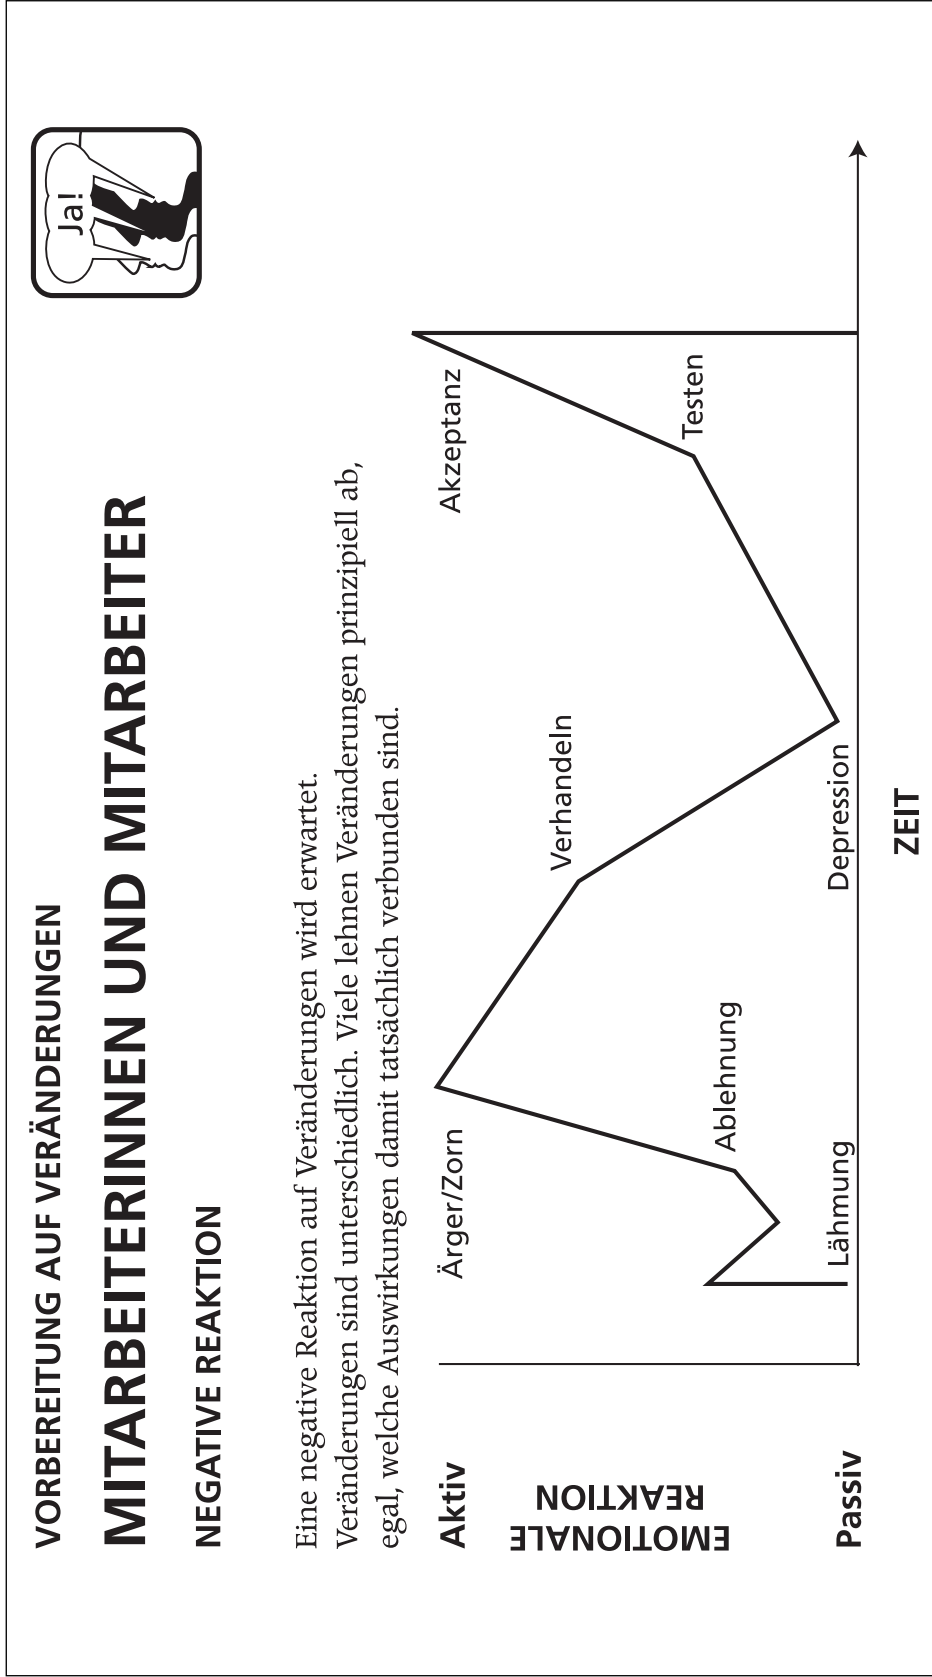 VORBEREITUNG AUF VERÄNDERUNGEN
MITARBEITERINNEN UND MITARBEITER
NEGATIVE REAKTION
Ja!
Eine negative Reaktion auf Veränderungen wird erwartet.
Veränderungen sind unterschiedlich. Viele lehnen Veränderungen prinzipiell ab,
egal, welche Auswirkungen damit tatsächlich verbunden sind.
Aktiv
EMOTIONALE
REAKTION
Passiv
Lähmung
Ablehnung
Ärger/Zorn
Verhandeln
Depression
Testen
Akzeptanz
ZEIT